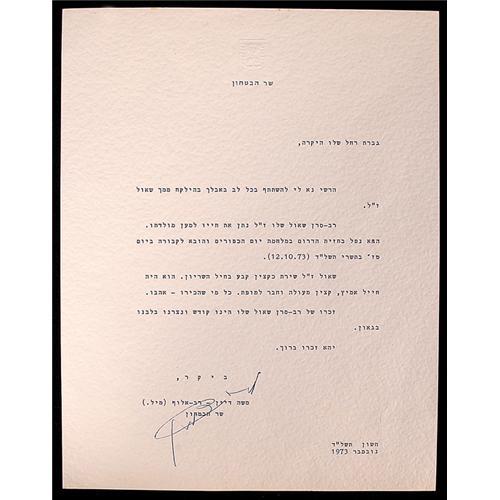 שר הבטחון
גברת רחל שלו היקרה,
הרשי נא לי להשתתף בכל לב באבלך בהילקח ממך שאול
ז"ל.
רב-סרן שאול שלו ז"ל נתן את חייו למען מולדתו.
הוא נפל בחזית הדרום במלחמת יום הכפורים והובא לקבורה ביום
טז' בתשרי תשל"ד (12.10.73).
שאול ז"ל שירת כקצין קבע בחיל השריון. הוא היה
חייל אמיץ, קצין מעולה וחבר למופת. כל מי שהכירו - אהבו.
זכרו של רב-סרן שאול שלו הינו קודש ונצרנו בלבנו
בגאון.
יהא זכרו ברוך.
ב י ק ר ,
משה דיין - רב-אלוף (מיל.)
שר הבטחון
חשון תשל"ד
נובמבר 1973